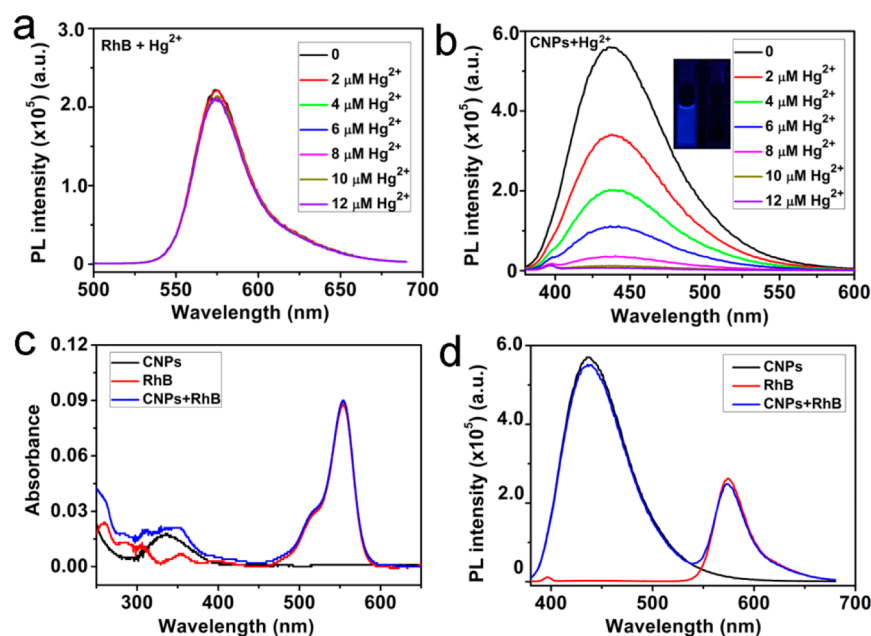 a
RhB + Hg²⁺
0
2 μM Hg²⁺
4 μM Hg²⁺
6 μM Hg²⁺
8 μM Hg²⁺
10 μM Hg²⁺
12 μM Hg²⁺
PL intensity (x10⁵) (a.u.)
3.0
2.0
1.0
0
500 550 600 650 700
Wavelength (nm)
b
CNPs+Hg²⁺
0
2 μM Hg²⁺
4 μM Hg²⁺
6 μM Hg²⁺
8 μM Hg²⁺
10 μM Hg²⁺
12 μM Hg²⁺
PL intensity (x10⁵) (a.u.)
6.0
4.0
2.0
0
400 450 500 550 600
Wavelength (nm)
c
CNPs
RhB
CNPs+RhB
Absorbance
0.12
0.09
0.06
0.03
0.00
300 400 500 600
Wavelength (nm)
d
CNPs
RhB
CNPs+RhB
PL intensity (x10⁵) (a.u.)
6.0
4.0
2.0
0
400 500 600 700
Wavelength (nm)